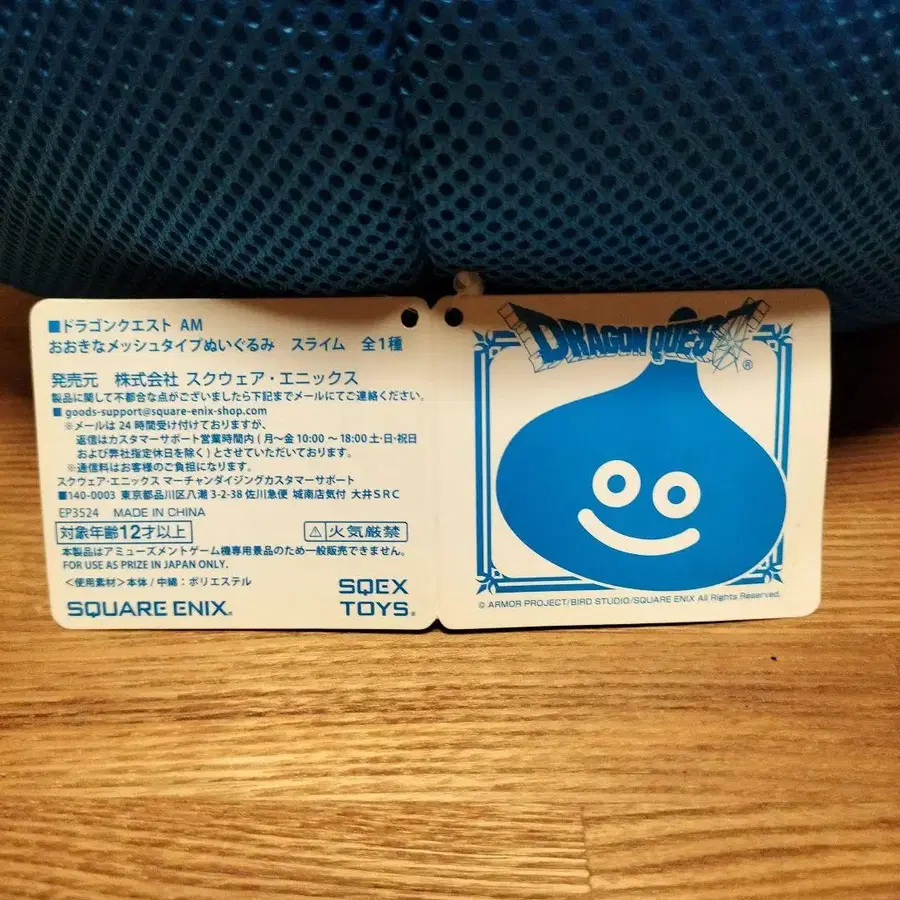 ■ドラゴンクエスト AM
おおきなメッシュタイプぬいぐるみ スライム 全1種
発売元 株式会社 スクウェア・エニックス
製品に関して不都合な点がございましたら下記までメールにてご連絡ください。
■goods-support@square-enix-shop.com
※メールは24時間受け付けておりますが、
返信はカスタマーサポート営業時間内(月〜金10:00〜18:00土・日・祝日
および弊社指定休日を除く)とさせていただいております。
※通信料はお客様のご負担になります。
スクウェア・エニックス マーチャンダイジングカスタマーサポート
■140-0003 東京都品川区八潮3-2-38 佐川急便 城南店気付 大井SRC
EP3524 MADE IN CHINA
対象年齢12才以上
⚠火気厳禁
本製品はアミューズメントゲーム機専用景品のため一般販売できません。
FOR USE AS PRIZE IN JAPAN ONLY.
<使用素材>本体/中綿:ポリエステル
SQUARE ENIX®
SQEX
TOYS®
DRAGON QUEST®
© ARMOR PROJECT/BIRD STUDIO/SQUARE ENIX All Rights Reserved.